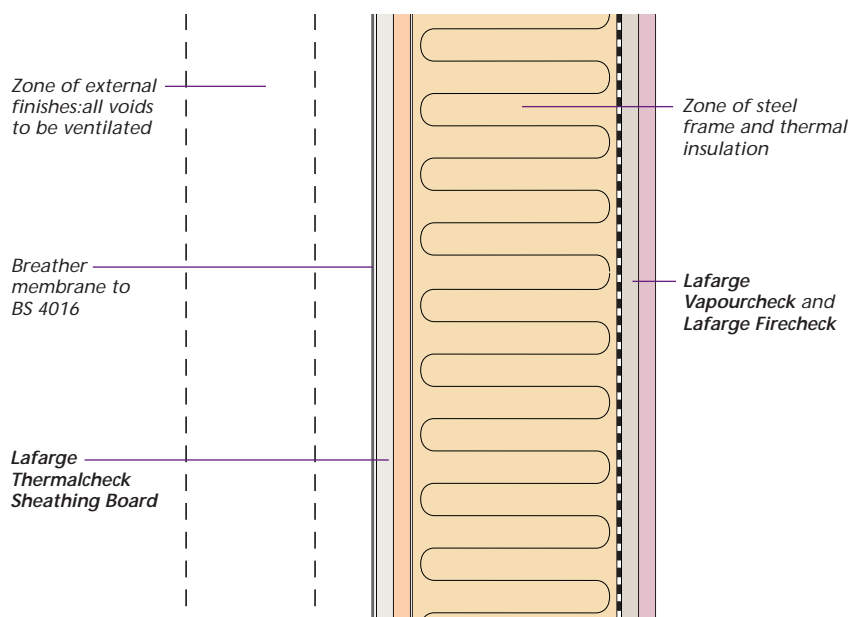 Zone of external
finishes:all voids
to be ventilated
Breather
membrane to
BS 4016
Lafarge
Thermalcheck
Sheathing Board
Zone of steel
frame and thermal
insulation
Lafarge
Vapourcheck and
Lafarge Firecheck